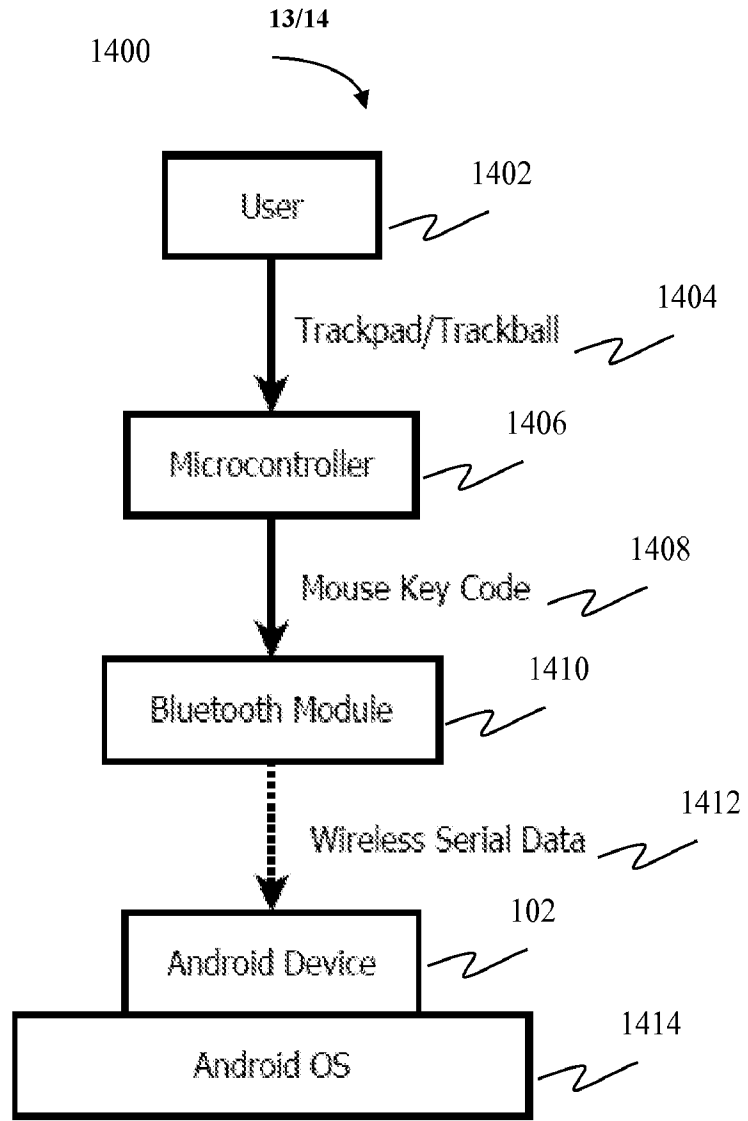 13/14
1400
1402
User
1404
Trackpad/Trackball
1406
Microcontroller
1408
Mouse Key Code
1410
Bluetooth Module
1412
Wireless Serial Data
102
Android Device
1414
Android OS